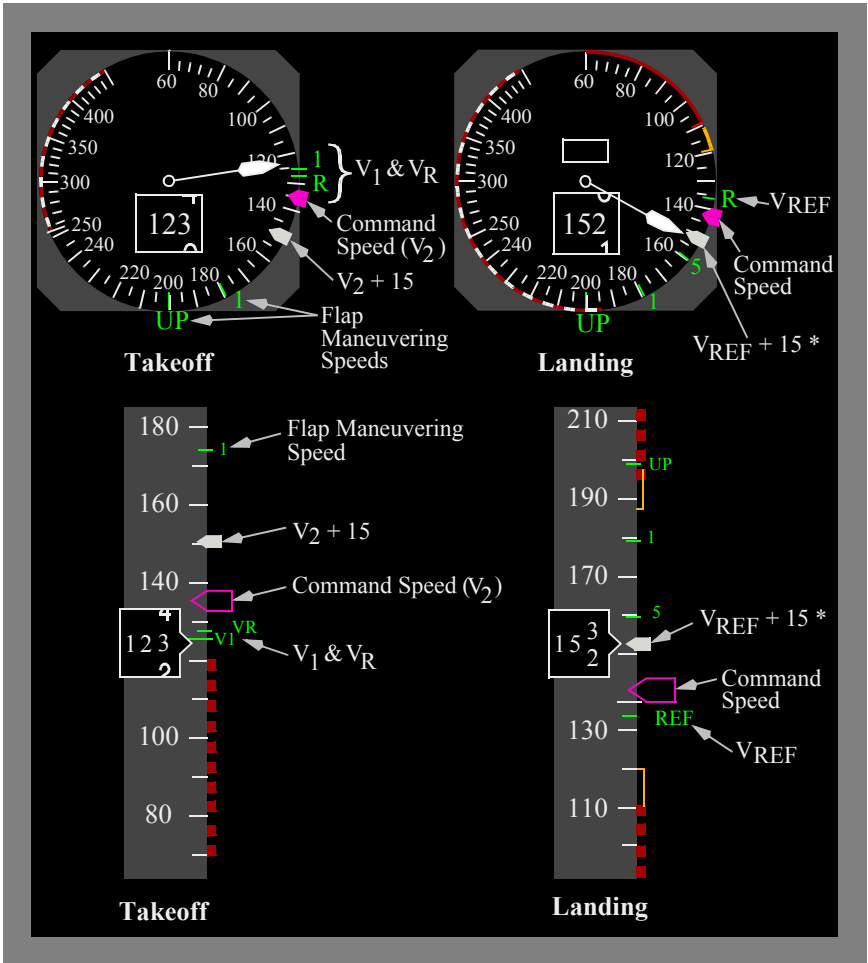 60
80
100
120
140
160
180
200
220
240
250
300
350
400
1
R
123
4
2
V1 & VR
Command
Speed (V2)
V2 + 15
1
UP
Flap
Maneuvering
Speeds
Takeoff
60
80
100
120
140
160
180
200
220
240
250
300
350
400
152
1
R
5
1
UP
VREF
Command
Speed
VREF + 15 *
Landing
180
160
140
100
80
1
Flap Maneuvering
Speed
V2 + 15
Command Speed (V2)
4
12 3
2
VR
V1
V1 & VR
Takeoff
210
190
170
130
110
UP
1
5
3
15
2
VREF + 15 *
Command
Speed
REF
VREF
Landing